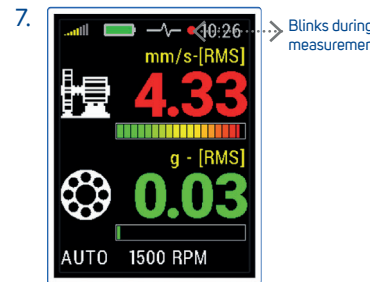 7.
10:26
Blinks during
measuremen
mm/s-[RMS]
4.33
g - [RMS]
0.03
AUTO 1500 RPM